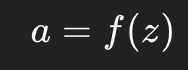 a = f(z)